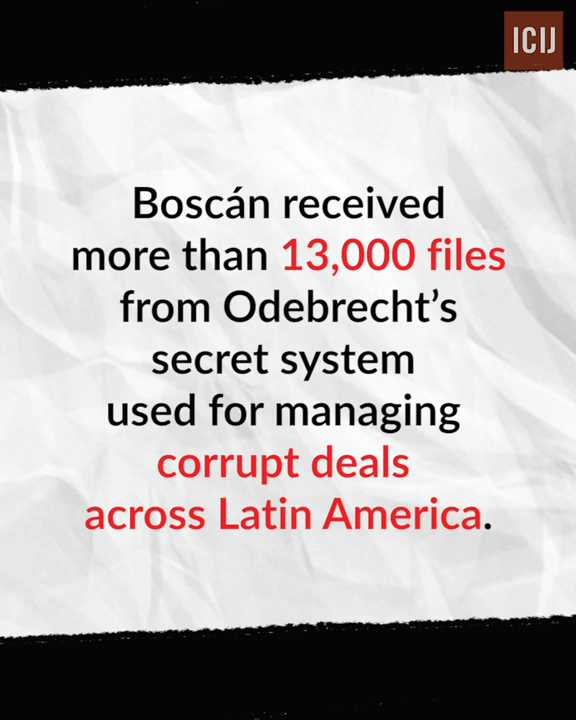 ICIJ
Boscán received
more than 13,000 files
from Odebrecht’s
secret system
used for managing
corrupt deals
across Latin America.